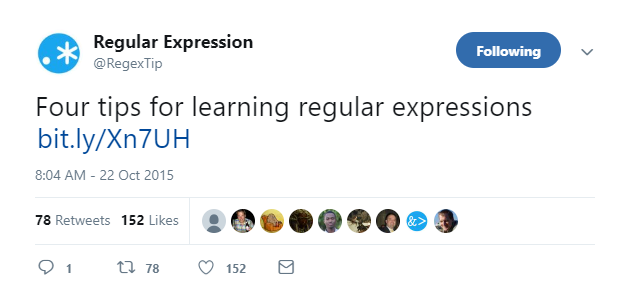 Regular Expression
@RegexTip
Following
Four tips for learning regular expressions
bit.ly/Xn7UH
8:04 AM - 22 Oct 2015
78 Retweets 152 Likes
&>
1 78 152